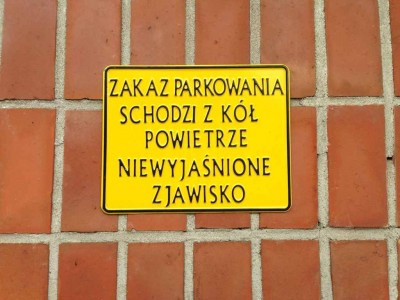 ZAKAZ PARKOWANIA
SCHODZI Z KÓŁ
POWIETRZE
NIEWYJAŚNIONE
ZJAWISKO